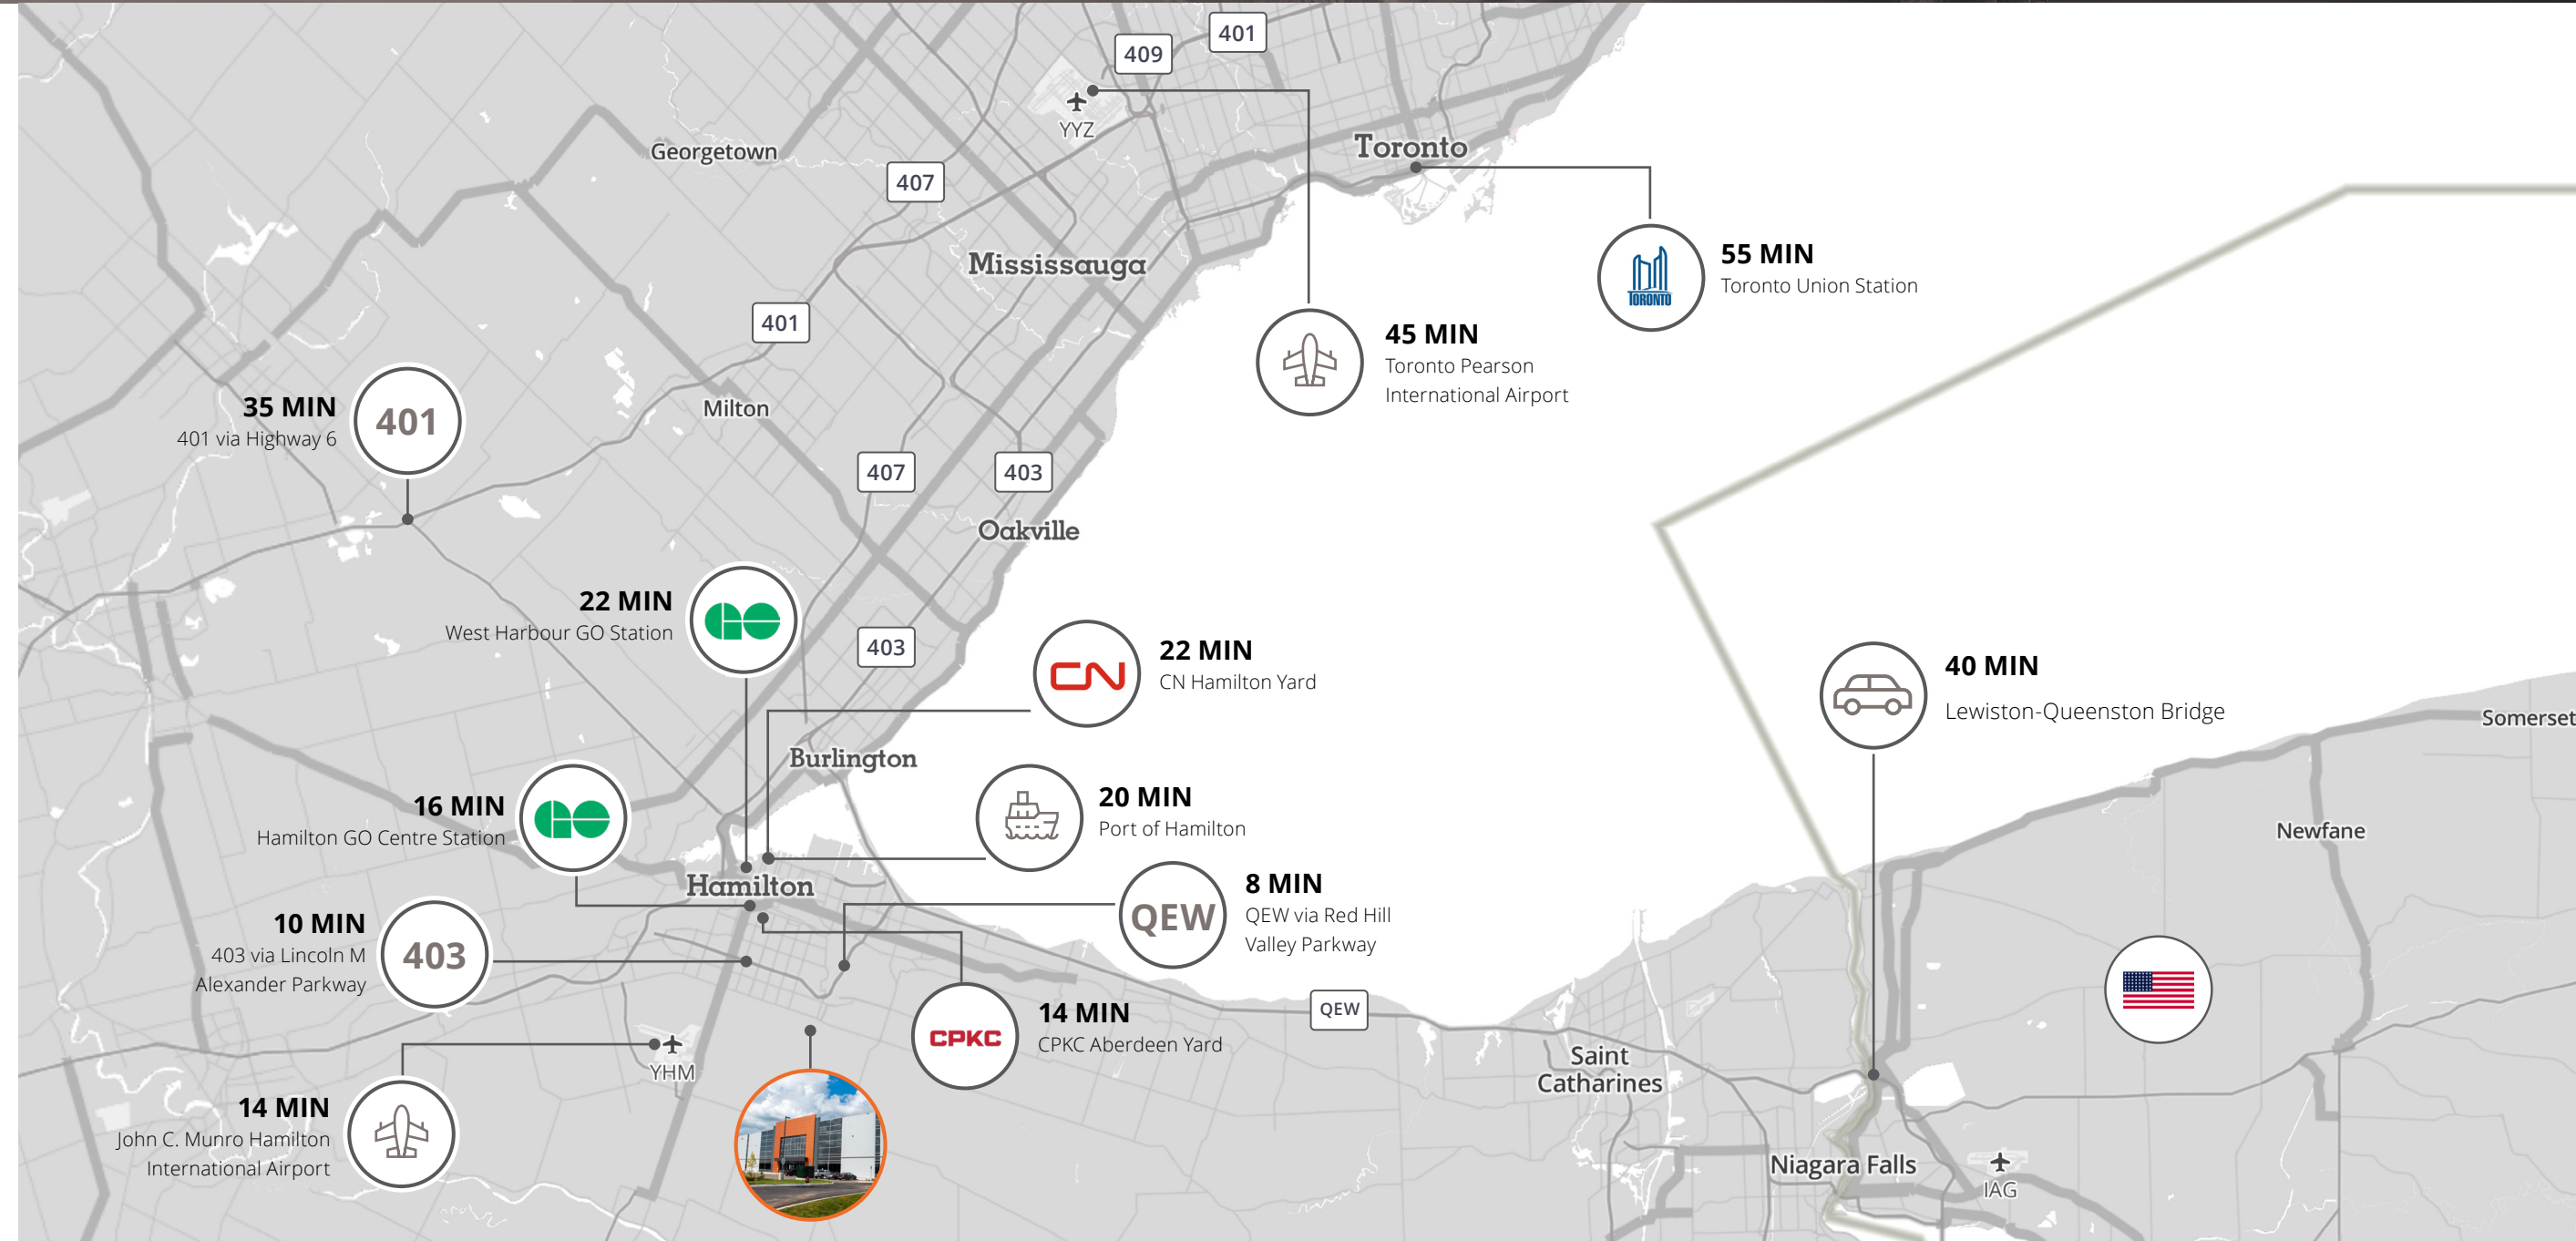 401
409
YYZ
Georgetown
Toronto
407
Mississauga
55 MIN
Toronto Union Station
TORONTO
401
45 MIN
Toronto Pearson
International Airport
35 MIN
401 via Highway 6
401
Milton
407
403
Oakville
22 MIN
West Harbour GO Station
GO
403
CN
22 MIN
CN Hamilton Yard
40 MIN
Lewiston-Queenston Bridge
Somerset
Burlington
16 MIN
Hamilton GO Centre Station
GO
20 MIN
Port of Hamilton
Newfane
Hamilton
8 MIN
QEW via Red Hill
Valley Parkway
QEW
10 MIN
403 via Lincoln M
Alexander Parkway
403
QEW
14 MIN
CPKC Aberdeen Yard
CPKC
YHM
Saint
Catharines
14 MIN
John C. Munro Hamilton
International Airport
Niagara Falls
IAG